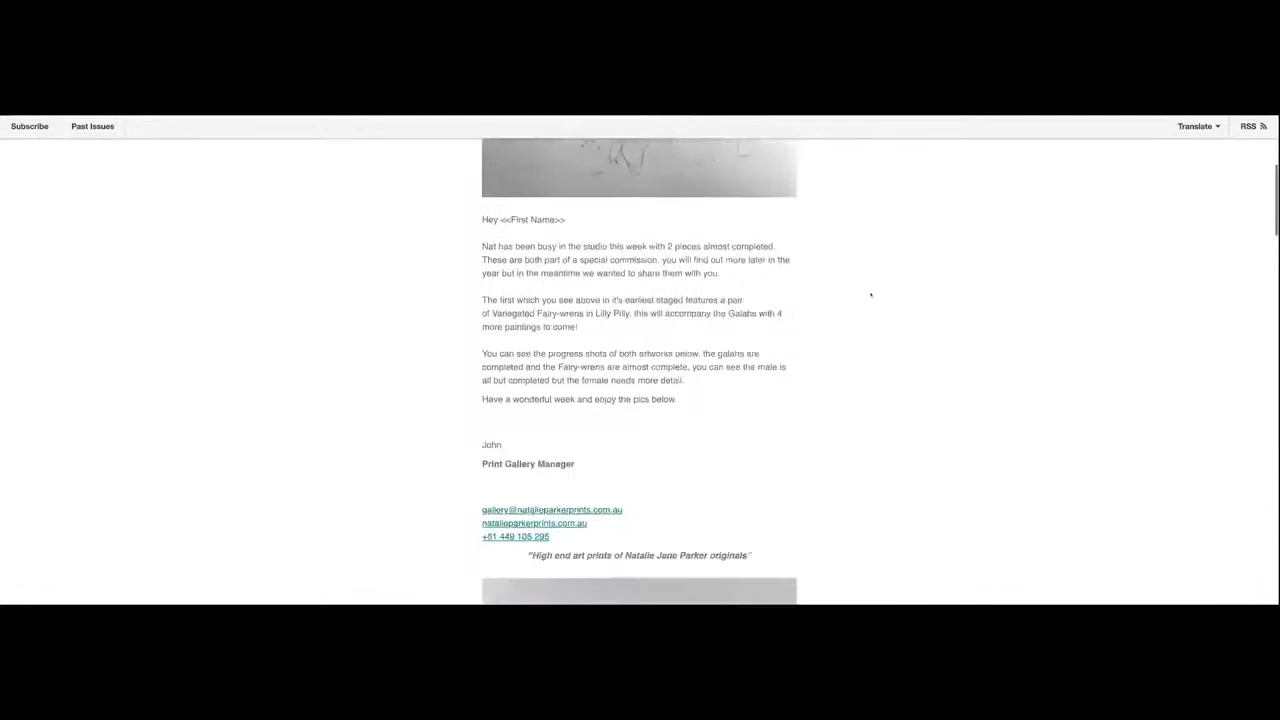 Subscribe
Past Issues
Translate
RSS
Hey <<First Name>>
Nat has been busy in the studio this week with 2 pieces almost completed.
These are both part of a special commission, you will find out more later in the
year but in the meantime we wanted to share them with you.
The first which you see above in it's earliest staged features a pair
of Variegated Fairy-wrens in Lilly Pilly, this will accompany the Galahs with 4
more paintings to come!
You can see the progress shots of both artworks below, the galahs are
completed and the Fairy-wrens are almost complete, you can see the male is
all but completed but the female needs more detail.
Have a wonderful week and enjoy the pics below.
John
Print Gallery Manager
gallery@natalieparkerprints.com.au
natalieparkerprints.com.au
+61 449 105 295
"High end art prints of Natalie Jane Parker originals"